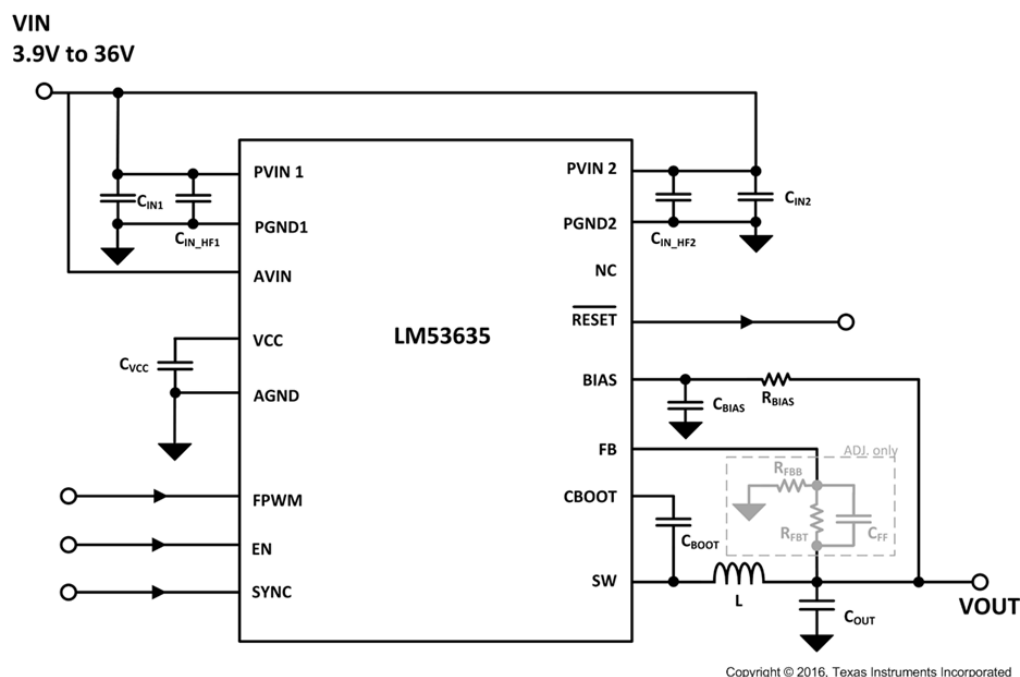 VIN
3.9V to 36V
PVIN 1
PVIN 2
CIN1
CIN2
PGND1
PGND2
CIN_HF1
CIN_HF2
AVIN
NC
LM53635
RESET
VCC
CVCC
BIAS
AGND
CBIAS
RBIAS
FB
ADJ. only
RFBB
FPWM
CBOOT
RFBT
CFF
EN
CBOOT
SW
SYNC
L
VOUT
COUT
Copyright © 2016, Texas Instruments Incorporated